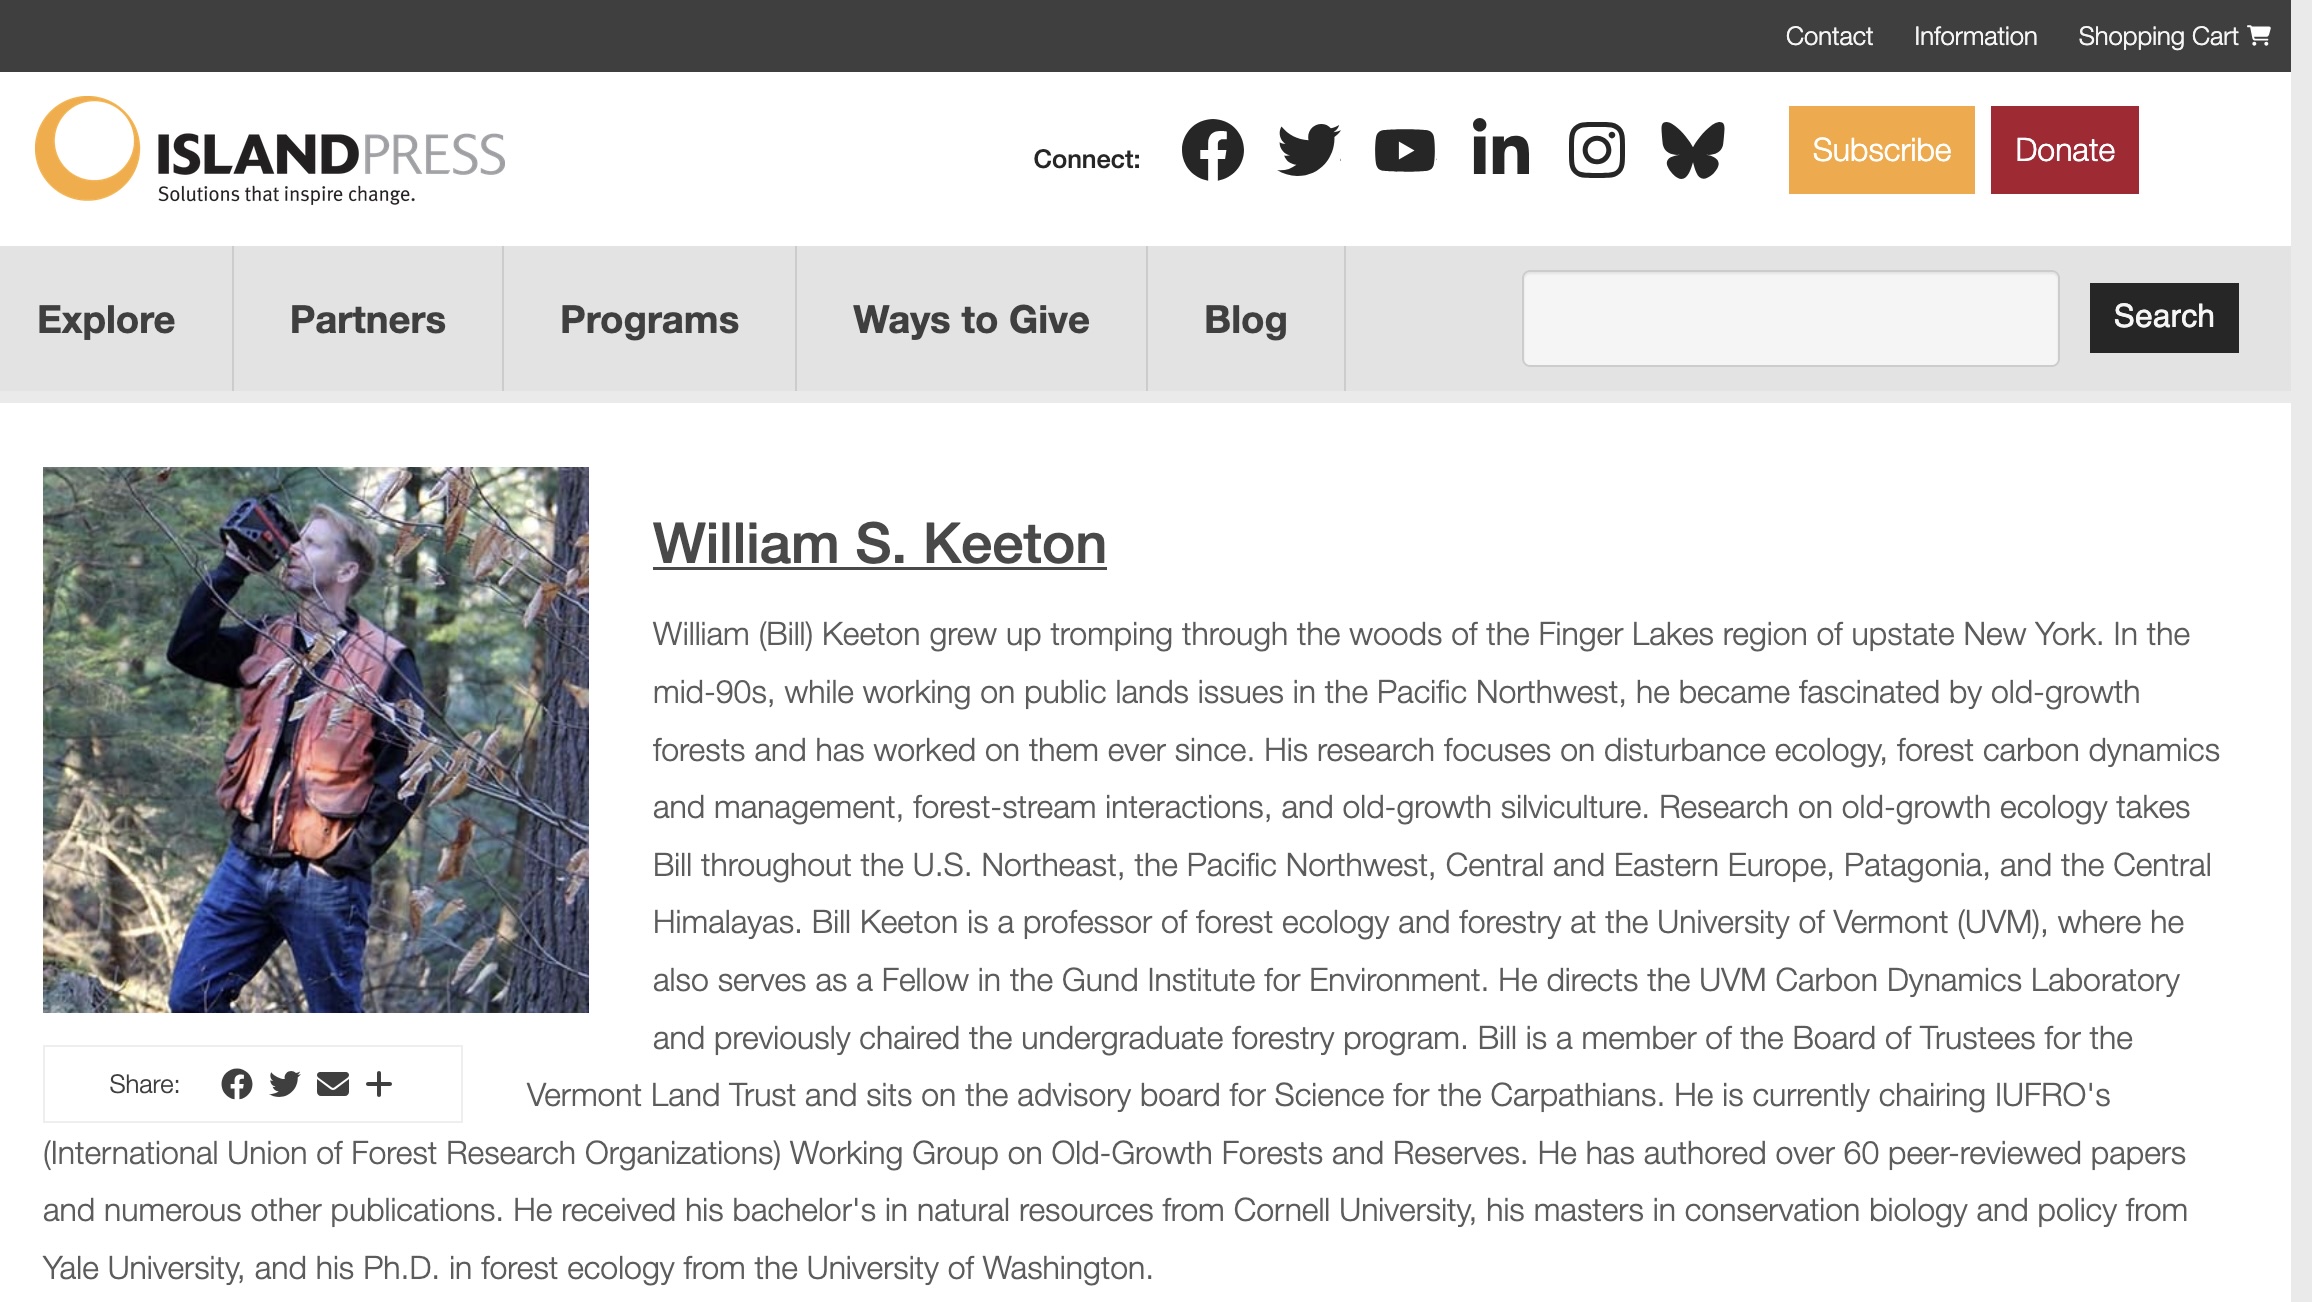 Contact Information Shopping Cart
ISLANDPRESS
Solutions that inspire change.
Connect:
Subscribe Donate
Explore Partners Programs Ways to Give Blog Search
William S. Keeton
William (Bill) Keeton grew up tromping through the woods of the Finger Lakes region of upstate New York. In the
mid-90s, while working on public lands issues in the Pacific Northwest, he became fascinated by old-growth
forests and has worked on them ever since. His research focuses on disturbance ecology, forest carbon dynamics
and management, forest-stream interactions, and old-growth silviculture. Research on old-growth ecology takes
Bill throughout the U.S. Northeast, the Pacific Northwest, Central and Eastern Europe, Patagonia, and the Central
Himalayas. Bill Keeton is a professor of forest ecology and forestry at the University of Vermont (UVM), where he
also serves as a Fellow in the Gund Institute for Environment. He directs the UVM Carbon Dynamics Laboratory
and previously chaired the undergraduate forestry program. Bill is a member of the Board of Trustees for the
Share:
Vermont Land Trust and sits on the advisory board for Science for the Carpathians. He is currently chairing IUFRO's
(International Union of Forest Research Organizations) Working Group on Old-Growth Forests and Reserves. He has authored over 60 peer-reviewed papers
and numerous other publications. He received his bachelor's in natural resources from Cornell University, his masters in conservation biology and policy from
Yale University, and his Ph.D. in forest ecology from the University of Washington.